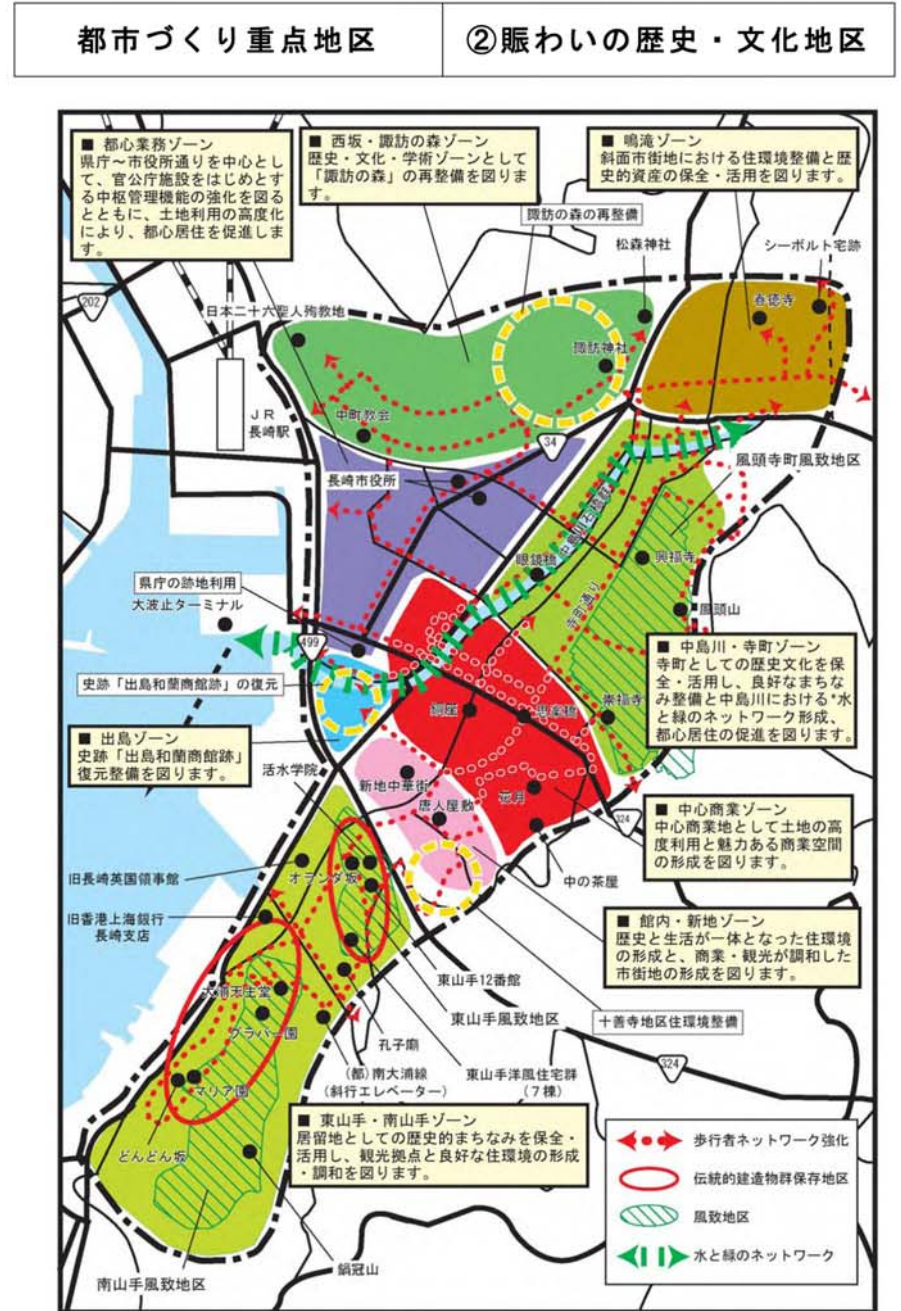 都市づくり重点地区
②賑わいの歴史・文化地区
■ 都心業務ゾーン
県庁～市役所通りを中心とし
て、官公庁施設をはじめとす
る中枢管理機能の強化を図る
とともに、土地利用の高度化
により、都心居住を促進しま
す。
■ 西坂・諏訪の森ゾーン
歴史・文化・学術ゾーンとして
「諏訪の森」の再整備を図りま
す。
■ 鳴滝ゾーン
斜面市街地における住環境整備と歴
史的資産の保全・活用を図ります。
諏訪の森の再整備
松森神社
シーボルト宅跡
202
日本二十六聖人殉教地
春徳寺
諏訪神社
JR
長崎駅
中町教会
34
長崎市役所
風頭寺町風致地区
中島川石橋群
眼鏡橋
興福寺
寺町通り
県庁の跡地利用
大波止ターミナル
風頭山
499
史跡「出島和蘭商館跡」の復元
■ 中島川・寺町ゾーン
寺町としての歴史文化を保
全・活用し、良好なまちな
み整備と中島川における*水
と緑のネットワーク形成、
都心居住の促進を図ります。
銅座
思案橋
崇福寺
■ 出島ゾーン
史跡「出島和蘭商館跡」
復元整備を図ります。
活水学院
新地中華街
花月
唐人屋敷
324
■ 中心商業ゾーン
中心商業地として土地の高
度利用と魅力ある商業空間
の形成を図ります。
旧長崎英国領事館
オランダ坂
中の茶屋
旧香港上海銀行
長崎支店
■ 館内・新地ゾーン
歴史と生活が一体となった住環境
の形成と、商業・観光が調和した
市街地の形成を図ります。
東山手12番館
大浦天主堂
東山手風致地区
十善寺地区住環境整備
グラバー園
孔子廟
324
マリア園
(都)南大浦線
(斜行エレベーター)
東山手洋風住宅群
(7棟)
どんどん坂
■ 東山手・南山手ゾーン
居留地としての歴史的まちなみを保全・
活用し、観光拠点と良好な住環境の形成
・調和を図ります。
歩行者ネットワーク強化
伝統的建造物群保存地区
風致地区
水と緑のネットワーク
南山手風致地区
鍋冠山